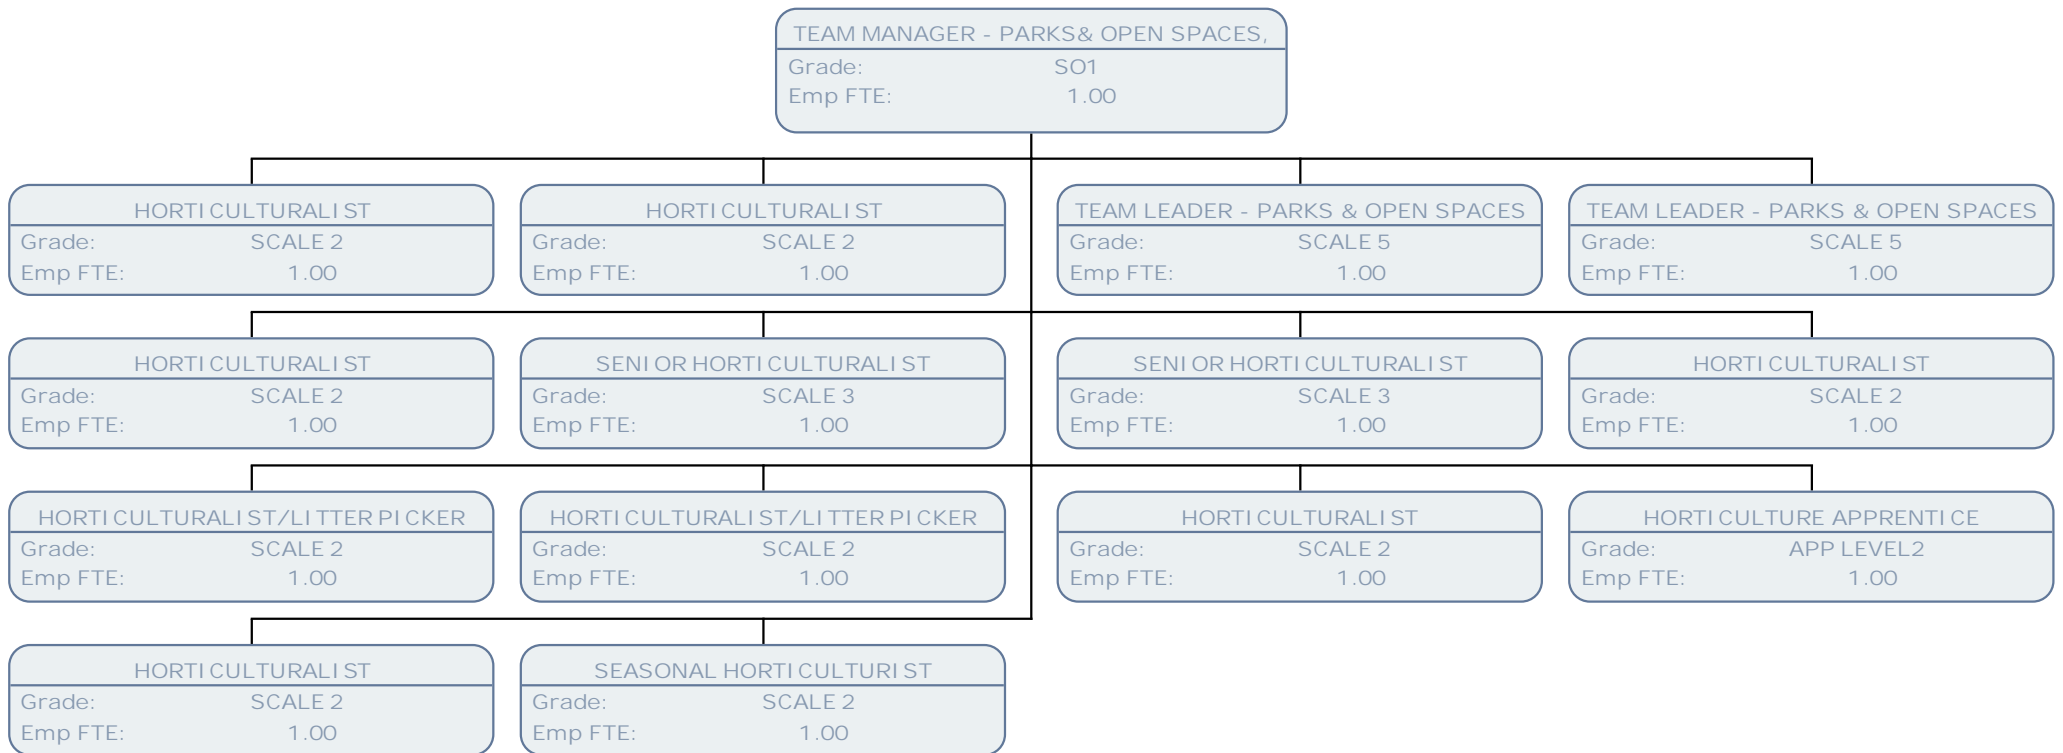 TEAM MANAGER - PARKS& OPEN SPACES,
Grade: SO1
Emp FTE: 1.00
HORTICULTURALIST
Grade: SCALE 2
Emp FTE: 1.00
HORTICULTURALIST
Grade: SCALE 2
Emp FTE: 1.00
TEAM LEADER - PARKS & OPEN SPACES
Grade: SCALE 5
Emp FTE: 1.00
TEAM LEADER - PARKS & OPEN SPACES
Grade: SCALE 5
Emp FTE: 1.00
HORTICULTURALIST
Grade: SCALE 2
Emp FTE: 1.00
SENIOR HORTICULTURALIST
Grade: SCALE 3
Emp FTE: 1.00
SENIOR HORTICULTURALIST
Grade: SCALE 3
Emp FTE: 1.00
HORTICULTURALIST
Grade: SCALE 2
Emp FTE: 1.00
HORTICULTURALIST/LITTER PICKER
Grade: SCALE 2
Emp FTE: 1.00
HORTICULTURALIST/LITTER PICKER
Grade: SCALE 2
Emp FTE: 1.00
HORTICULTURALIST
Grade: SCALE 2
Emp FTE: 1.00
HORTICULTURE APPRENTICE
Grade: APP LEVEL2
Emp FTE: 1.00
HORTICULTURALIST
Grade: SCALE 2
Emp FTE: 1.00
SEASONAL HORTICULTURIST
Grade: SCALE 2
Emp FTE: 1.00